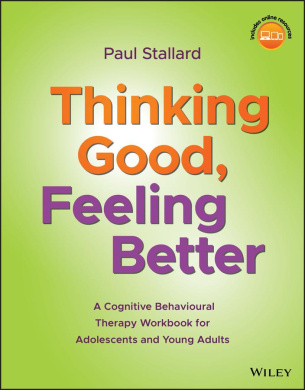 includes online resources
Paul Stallard
Thinking
Good,
Feeling
Better
A Cognitive Behavioural
Therapy Workbook for
Adolescents and Young Adults
WILEY